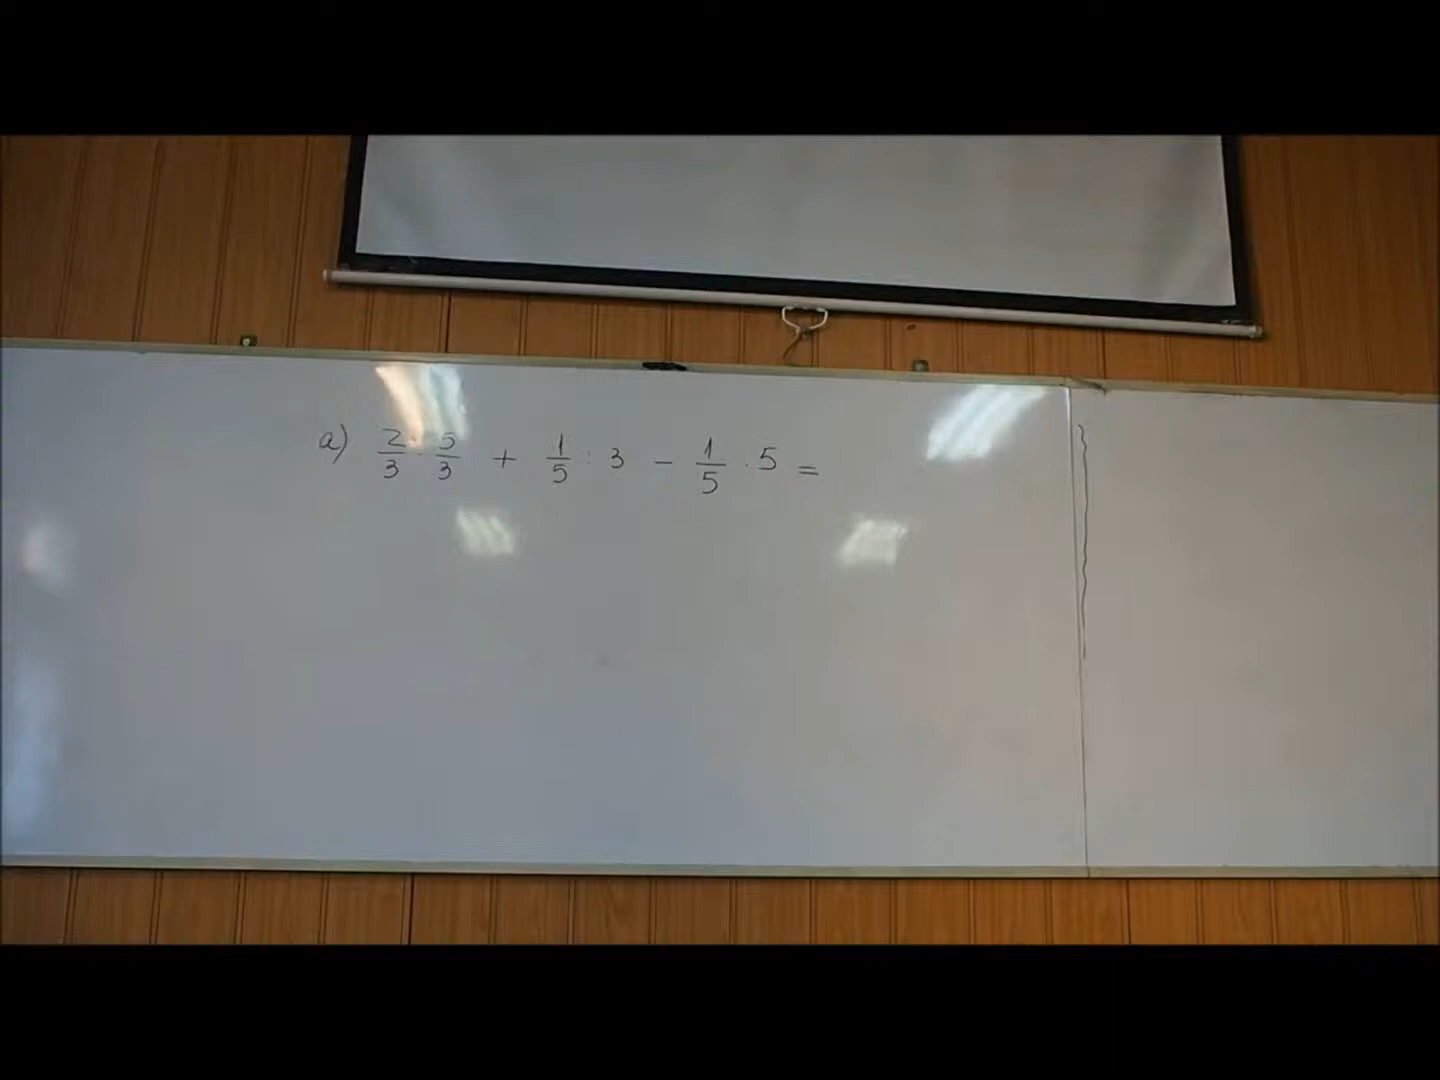 a) 2/3 · 5/3 + 1/5 : 3 - 1/5 · 5 =